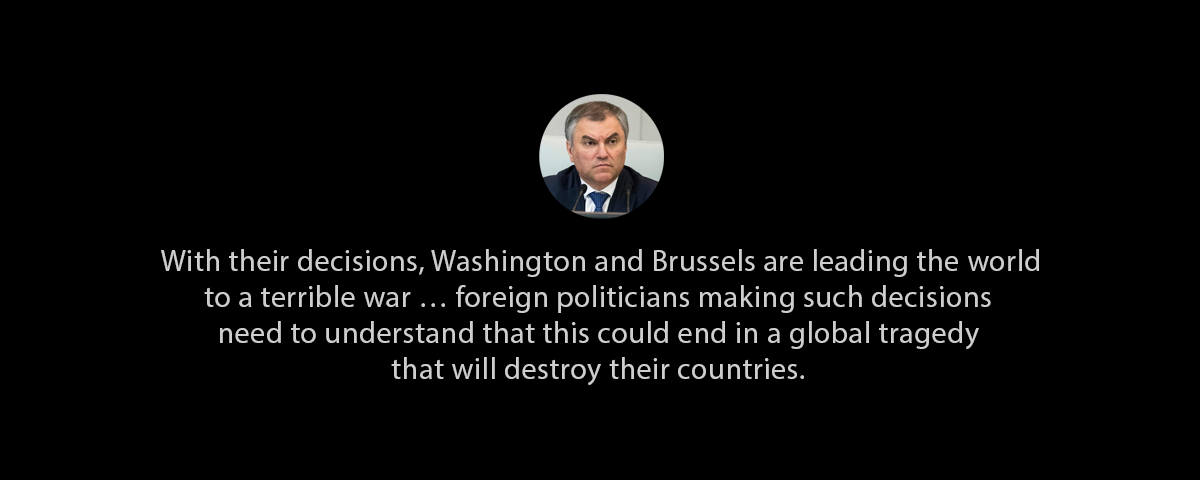 With their decisions, Washington and Brussels are leading the world
to a terrible war … foreign politicians making such decisions
need to understand that this could end in a global tragedy
that will destroy their countries.